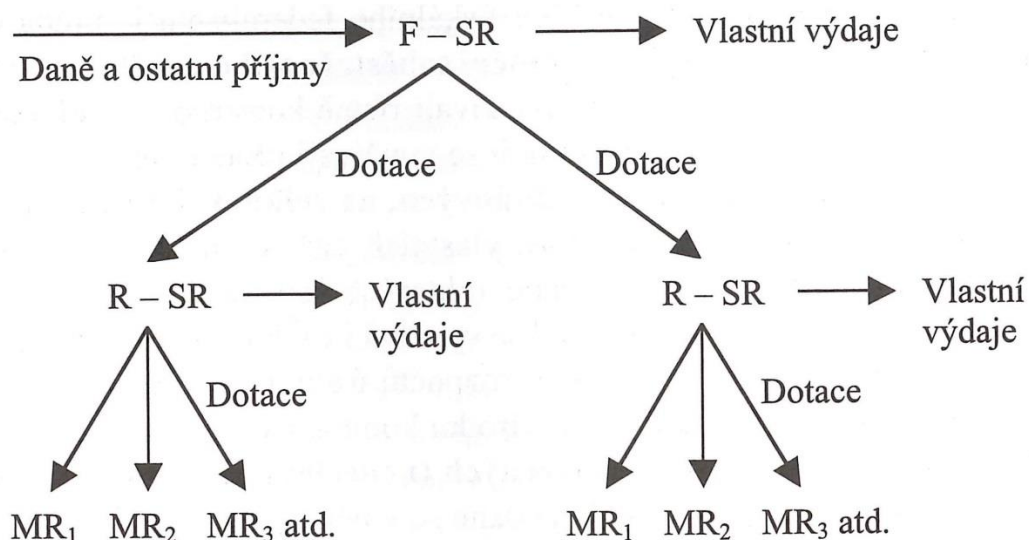 F – SR Vlastní výdaje
Daně a ostatní příjmy
Dotace Dotace
R – SR Vlastní výdaje R – SR Vlastní výdaje
Dotace Dotace
MR₁ MR₂ MR₃ atd. MR₁ MR₂ MR₃ atd.